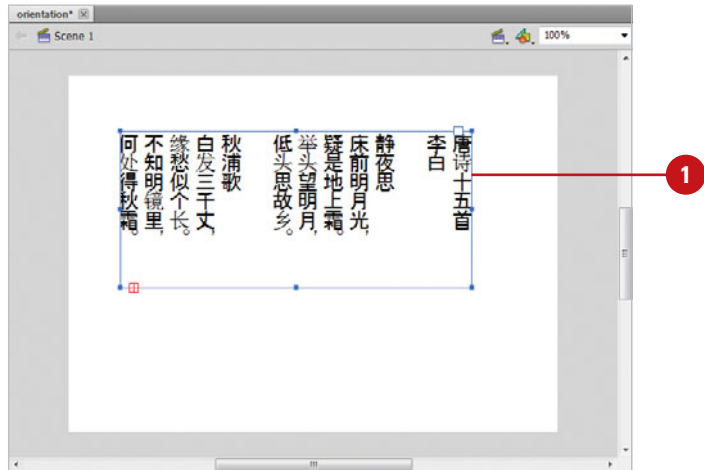 orientation*
Scene 1
100%
唐诗十五首
李白
静夜思
床前明月光,
疑是地上霜。
举头望明月,
低头思故乡。
秋浦歌
白发三千丈,
缘愁似个长。
不知明镜里,
何处得秋霜。
1